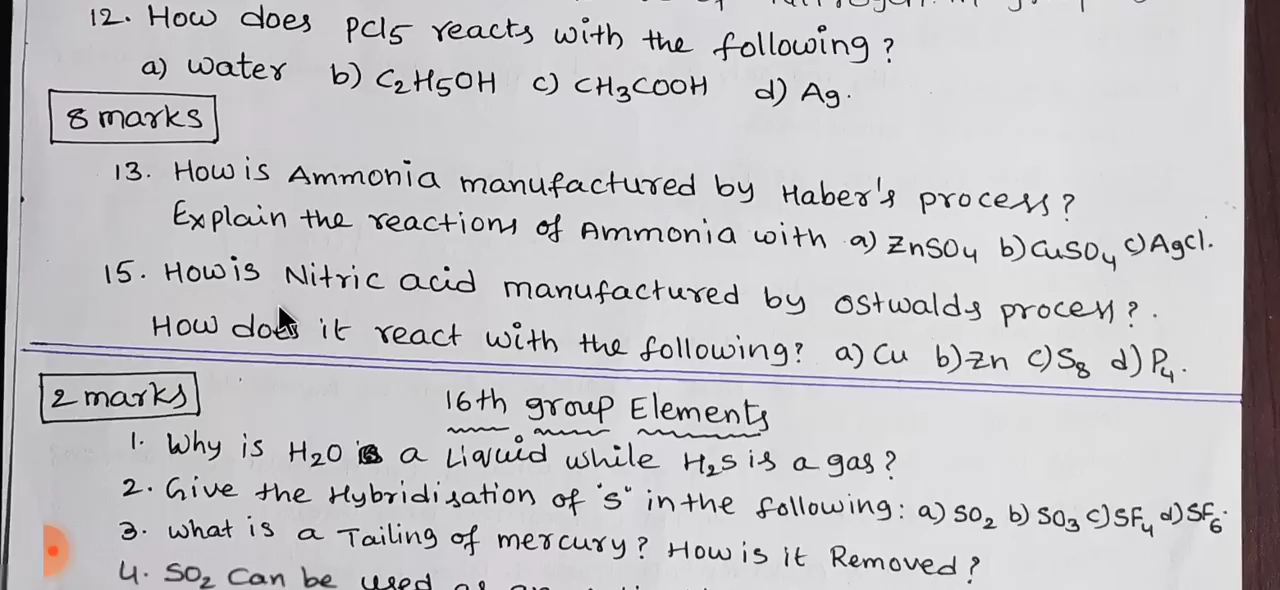 12. How does PCl5 reacts with the following?
a) water b) C2H5OH c) CH3COOH d) Ag.
8 marks
13. How is Ammonia manufactured by Haber's process?
Explain the reactions of Ammonia with a) ZnSO4 b) CuSO4 c) AgCl.
15. How is Nitric acid manufactured by Ostwalds process?.
How does it react with the following? a) Cu b) Zn c) S8 d) P4.
2 marks
16th group Elements
1. Why is H2O is a Liquid while H2S is a gas?
2. Give the Hybridisation of "S" in the following: a) SO2 b) SO3 c) SF4 d) SF6.
3. What is a Tailing of mercury? How is it Removed?
4. SO2 can be used as an